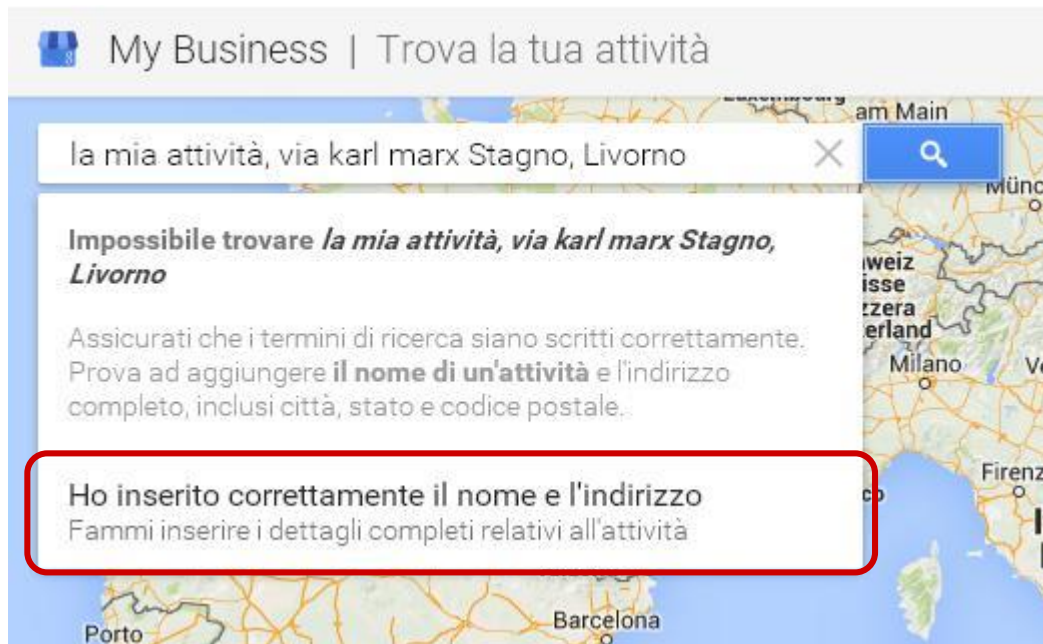 My Business | Trova la tua attività
am Main
la mia attività, via karl marx Stagno, Livorno
Impossibile trovare la mia attività, via karl marx Stagno,
Livorno
Assicurati che i termini di ricerca siano scritti correttamente.
Prova ad aggiungere il nome di un'attività e l'indirizzo
completo, inclusi città, stato e codice postale.
Milano
Ho inserito correttamente il nome e l'indirizzo
Fammi inserire i dettagli completi relativi all'attività
Barcelona
Porto